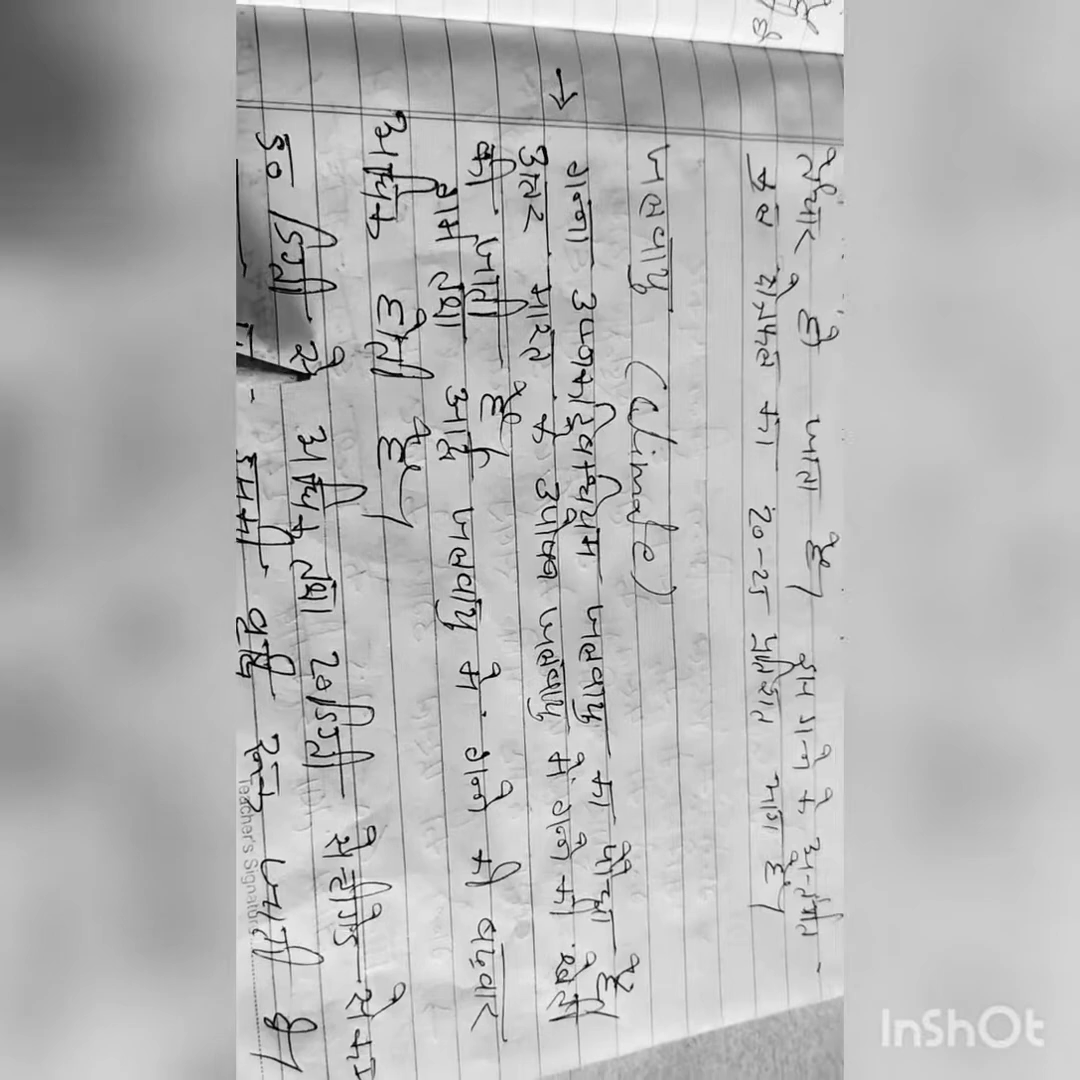 ही जाता है। इस गन्ने के अन्तर्गत -
कुल क्षेत्रफल का 20-25 प्रतिशत भाग है।
जलवायु (Climate)
→ गन्ना उष्णकटिबन्धीयम जलवायु का पौधा है।
उत्तर भारत के उपोष्ण जलवायु में गन्ने की खेती
की जाती है।
गर्म तथा आर्द्र जलवायु में गन्ने की बढ़वार
अधिक होती है
50 डिग्री से अधिक तथा 20 डिग्री सेन्टीग्रेड से कम
इसकी वृद्धि रुक जाती है।
Teacher's Signature
InShOt